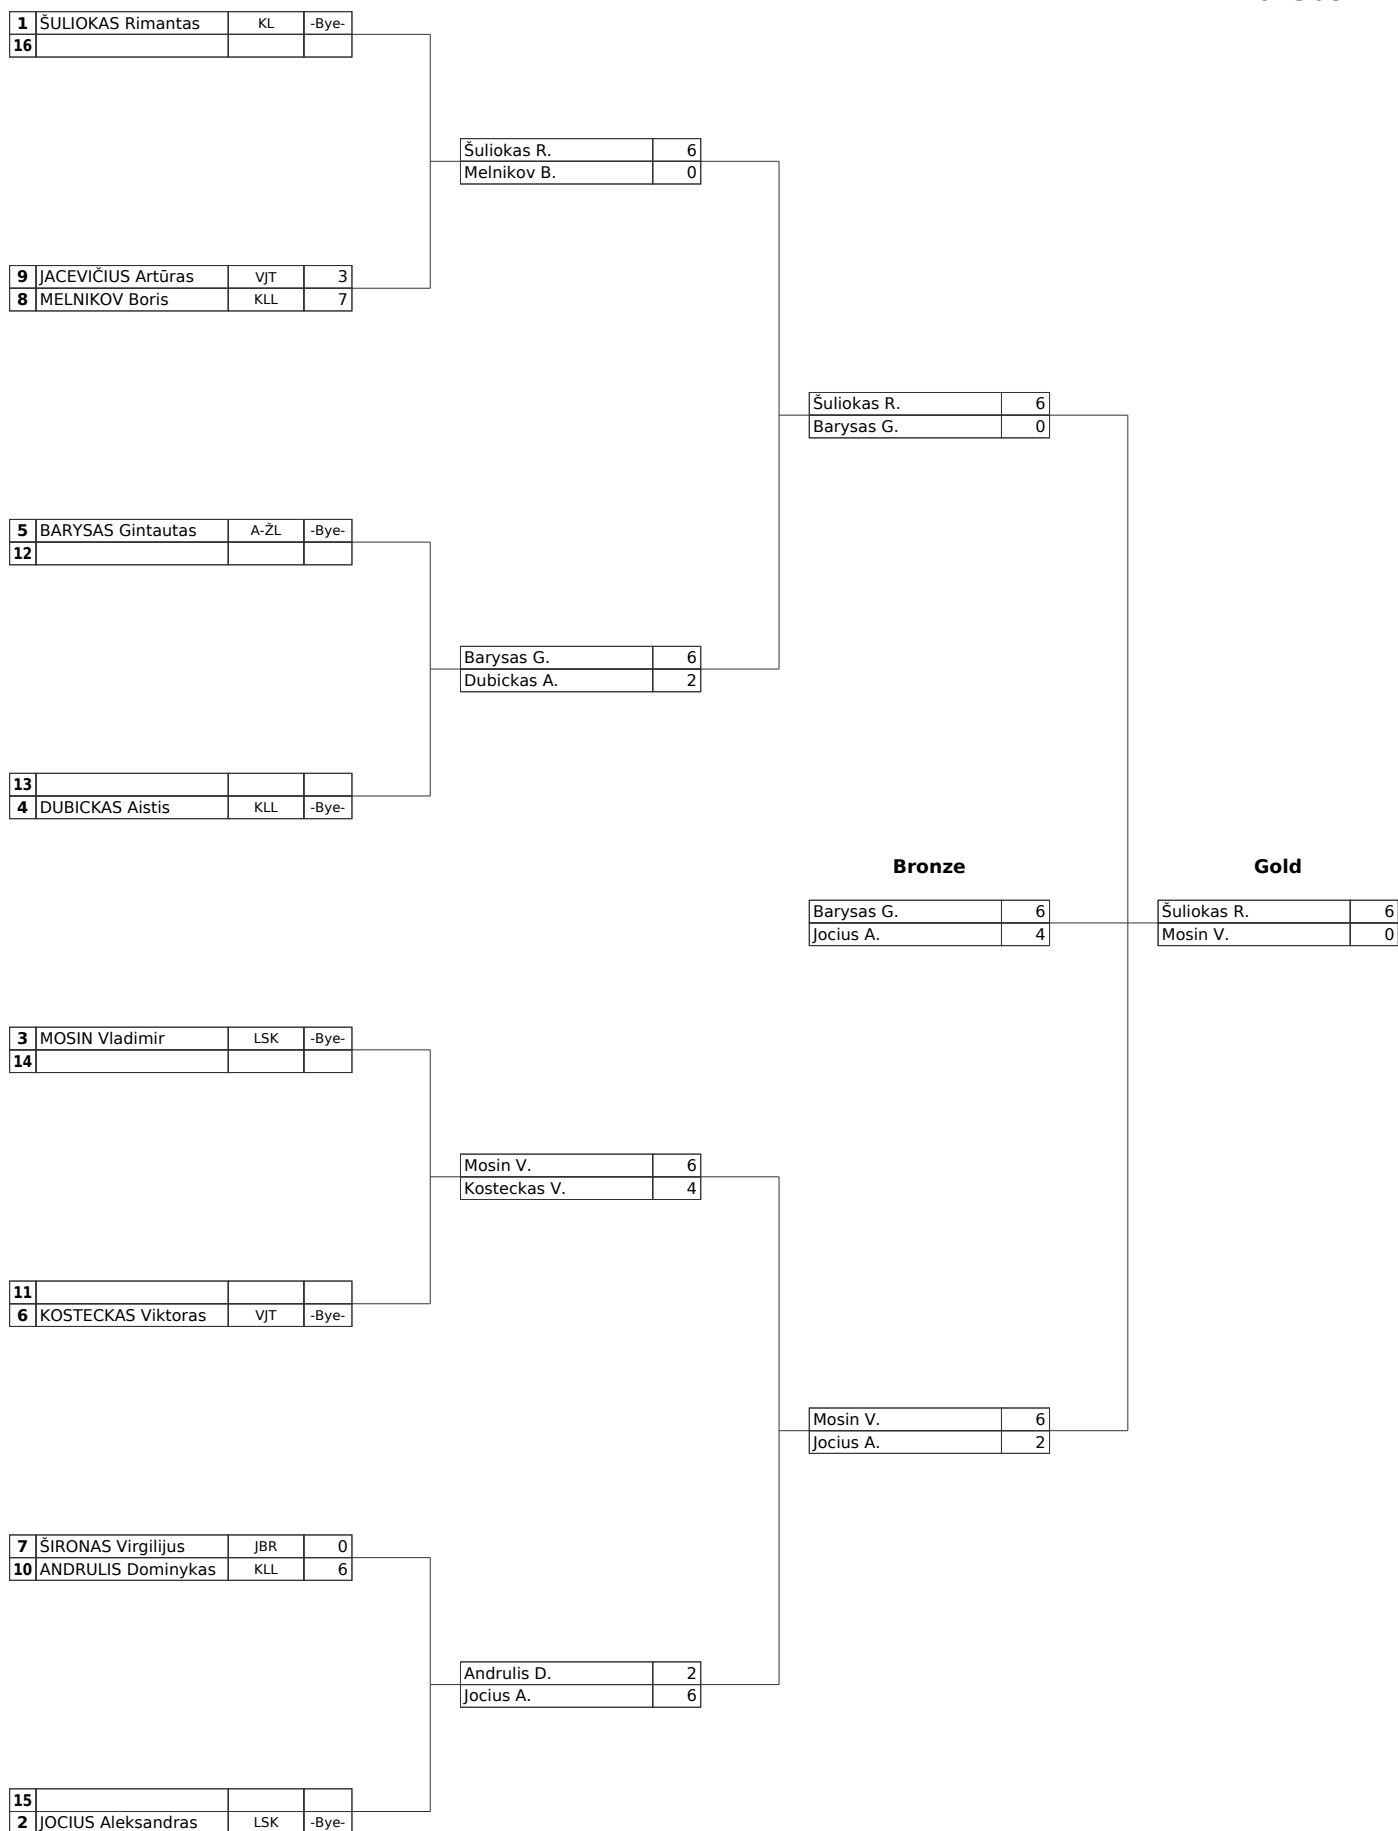 1 ŠULIOKAS Rimantas KL -Bye-
16
Šuliokas R. 6
Melnikov B. 0
9 JACEVIČIUS Artūras VJT 3
8 MELNIKOV Boris KLL 7
Šuliokas R. 6
Barysas G. 0
5 BARYSAS Gintautas A-ŽL -Bye-
12
Barysas G. 6
Dubickas A. 2
13
4 DUBICKAS Aistis KLL -Bye-
Bronze Gold
Barysas G. 6 Šuliokas R. 6
Jocius A. 4 Mosin V. 0
3 MOSIN Vladimir LSK -Bye-
14
Mosin V. 6
Kosteckas V. 4
11
6 KOSTECKAS Viktoras VJT -Bye-
Mosin V. 6
Jocius A. 2
7 ŠIRONAS Virgilijus JBR 0
10 ANDRULIS Dominykas KLL 6
Andrulis D. 2
Jocius A. 6
15
2 JOCIUS Aleksandras LSK -Bye-